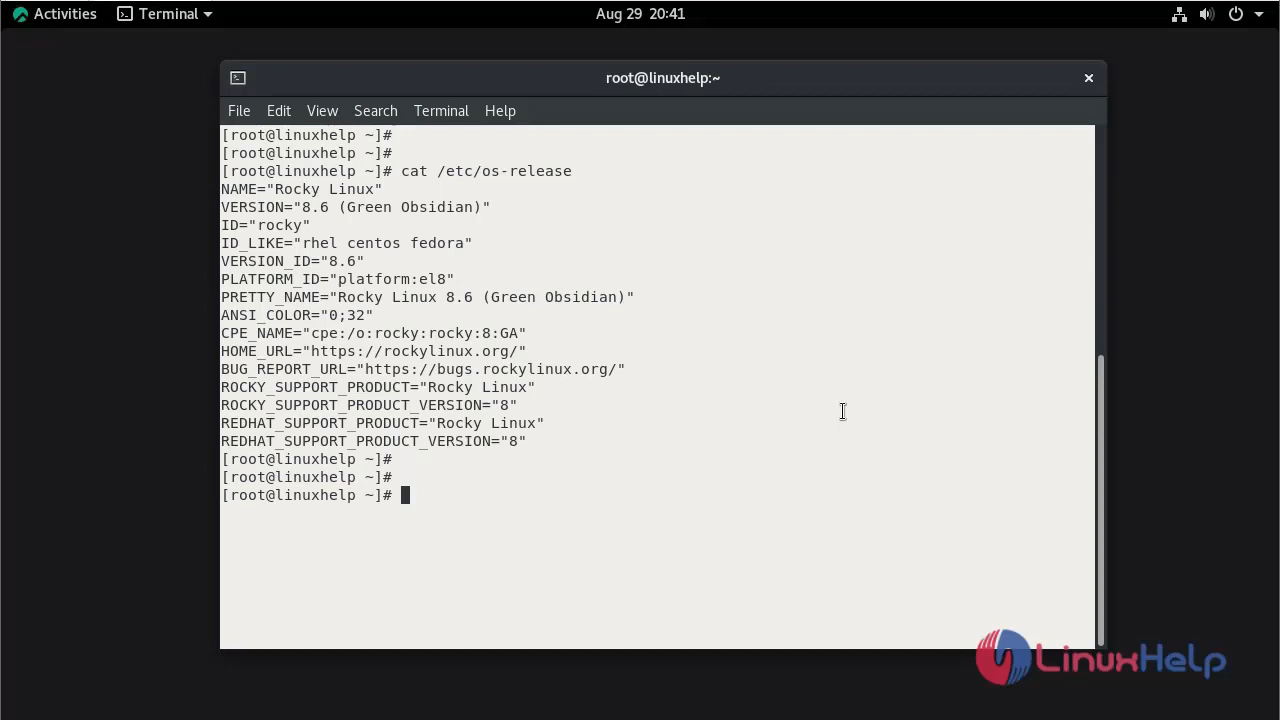 Activities Terminal Aug 29 20:41
root@linuxhelp:~
File Edit View Search Terminal Help
[root@linuxhelp ~]#
[root@linuxhelp ~]#
[root@linuxhelp ~]# cat /etc/os-release
NAME="Rocky Linux"
VERSION="8.6 (Green Obsidian)"
ID="rocky"
ID_LIKE="rhel centos fedora"
VERSION_ID="8.6"
PLATFORM_ID="platform:el8"
PRETTY_NAME="Rocky Linux 8.6 (Green Obsidian)"
ANSI_COLOR="0;32"
CPE_NAME="cpe:/o:rocky:rocky:8:GA"
HOME_URL="https://rockylinux.org/"
BUG_REPORT_URL="https://bugs.rockylinux.org/"
ROCKY_SUPPORT_PRODUCT="Rocky Linux"
ROCKY_SUPPORT_PRODUCT_VERSION="8"
REDHAT_SUPPORT_PRODUCT="Rocky Linux"
REDHAT_SUPPORT_PRODUCT_VERSION="8"
[root@linuxhelp ~]#
[root@linuxhelp ~]#
[root@linuxhelp ~]#
LinuxHelp